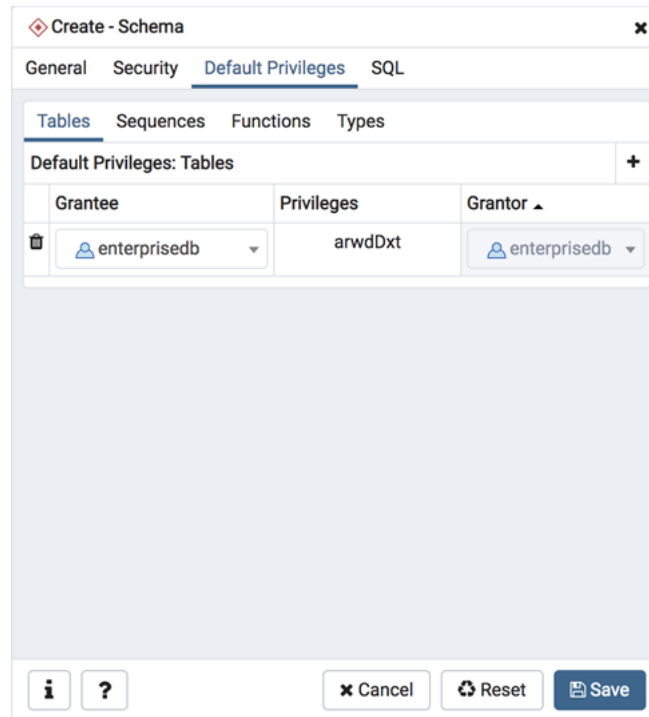 Create - Schema
General Security Default Privileges SQL
Tables Sequences Functions Types
Default Privileges: Tables
Grantee Privileges Grantor
enterprisedb arwdDxt enterprisedb
i ? Cancel Reset Save